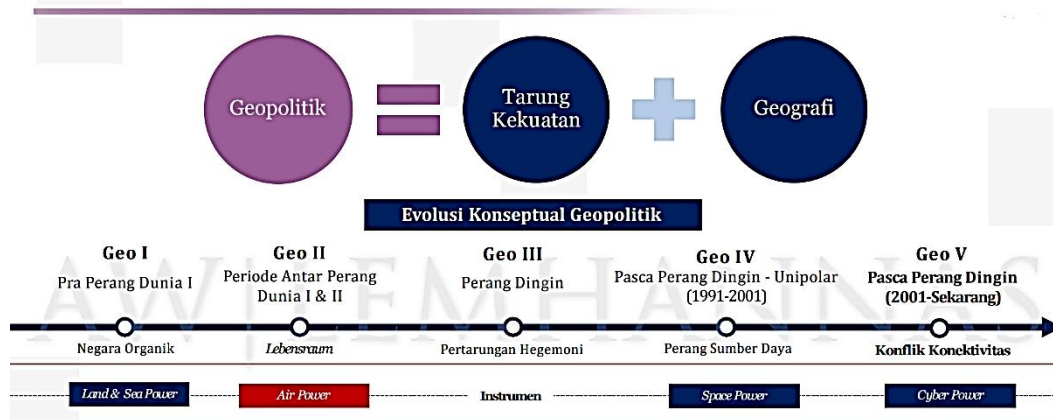 Geopolitik
Tarung
Kekuatan
Geografi
Evolusi Konseptual Geopolitik
Geo I
Pra Perang Dunia I
Geo II
Periode Antar Perang
Dunia I & II
Geo III
Perang Dingin
Geo IV
Pasca Perang Dingin - Unipolar
(1991-2001)
Geo V
Pasca Perang Dingin
(2001-Sekarang)
AW|LEMHANNAS
Negara Organik
Lebensraum
Pertarungan Hegemoni
Perang Sumber Daya
Konflik Konektivitas
Land & Sea Power
Air Power
Instrumen
Space Power
Cyber Power